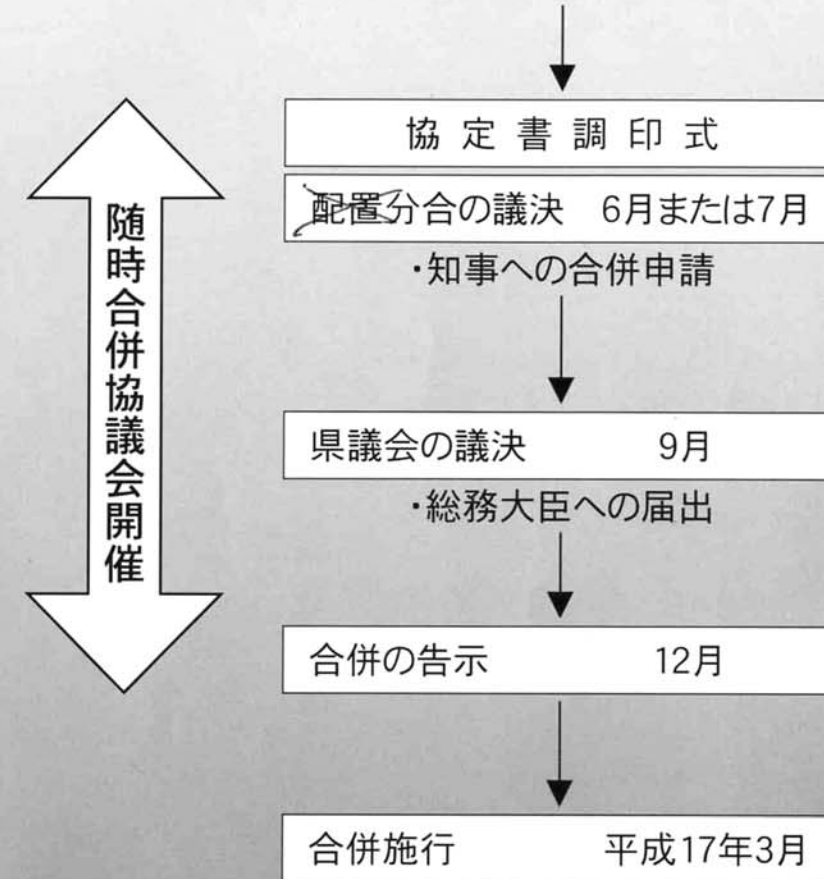 協定書調印式
配置分合の議決 6月または7月
・知事への合併申請
随時合併協議会開催
県議会の議決 9月
・総務大臣への届出
合併の告示 12月
合併施行 平成17年3月